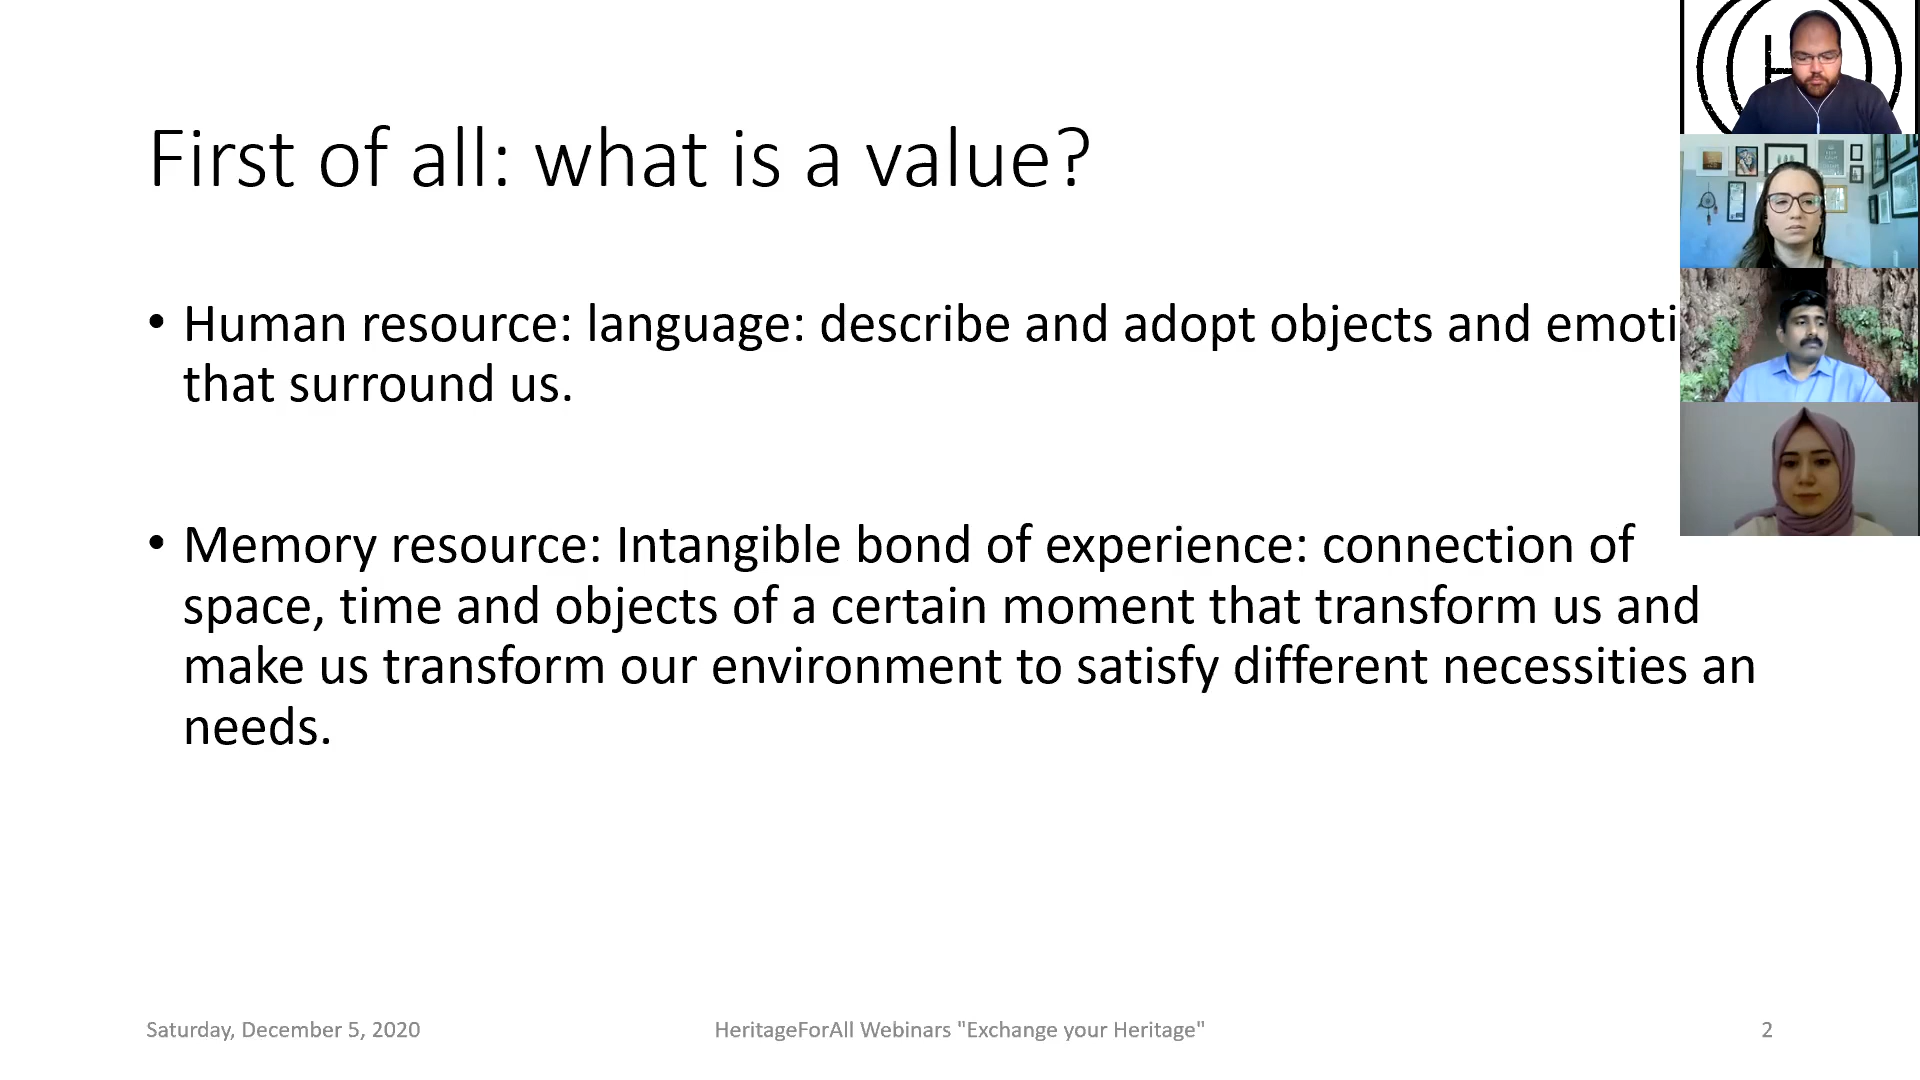 First of all: what is a value?
• Human resource: language: describe and adopt objects and emoti
that surround us.
• Memory resource: Intangible bond of experience: connection of
space, time and objects of a certain moment that transform us and
make us transform our environment to satisfy different necessities an
needs.
Saturday, December 5, 2020
HeritageForAll Webinars "Exchange your Heritage"
2